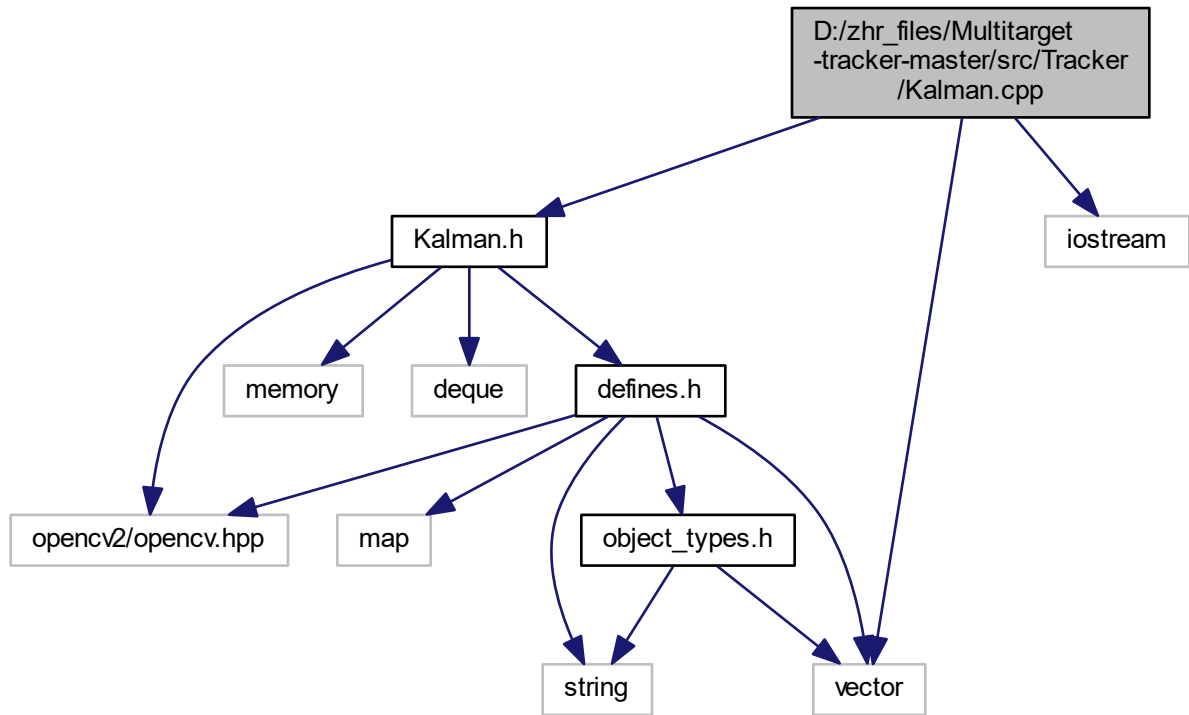 D:/zhr_files/Multitarget
-tracker-master/src/Tracker
/Kalman.cpp
Kalman.h
iostream
memory
deque
defines.h
opencv2/opencv.hpp
map
object_types.h
string
vector